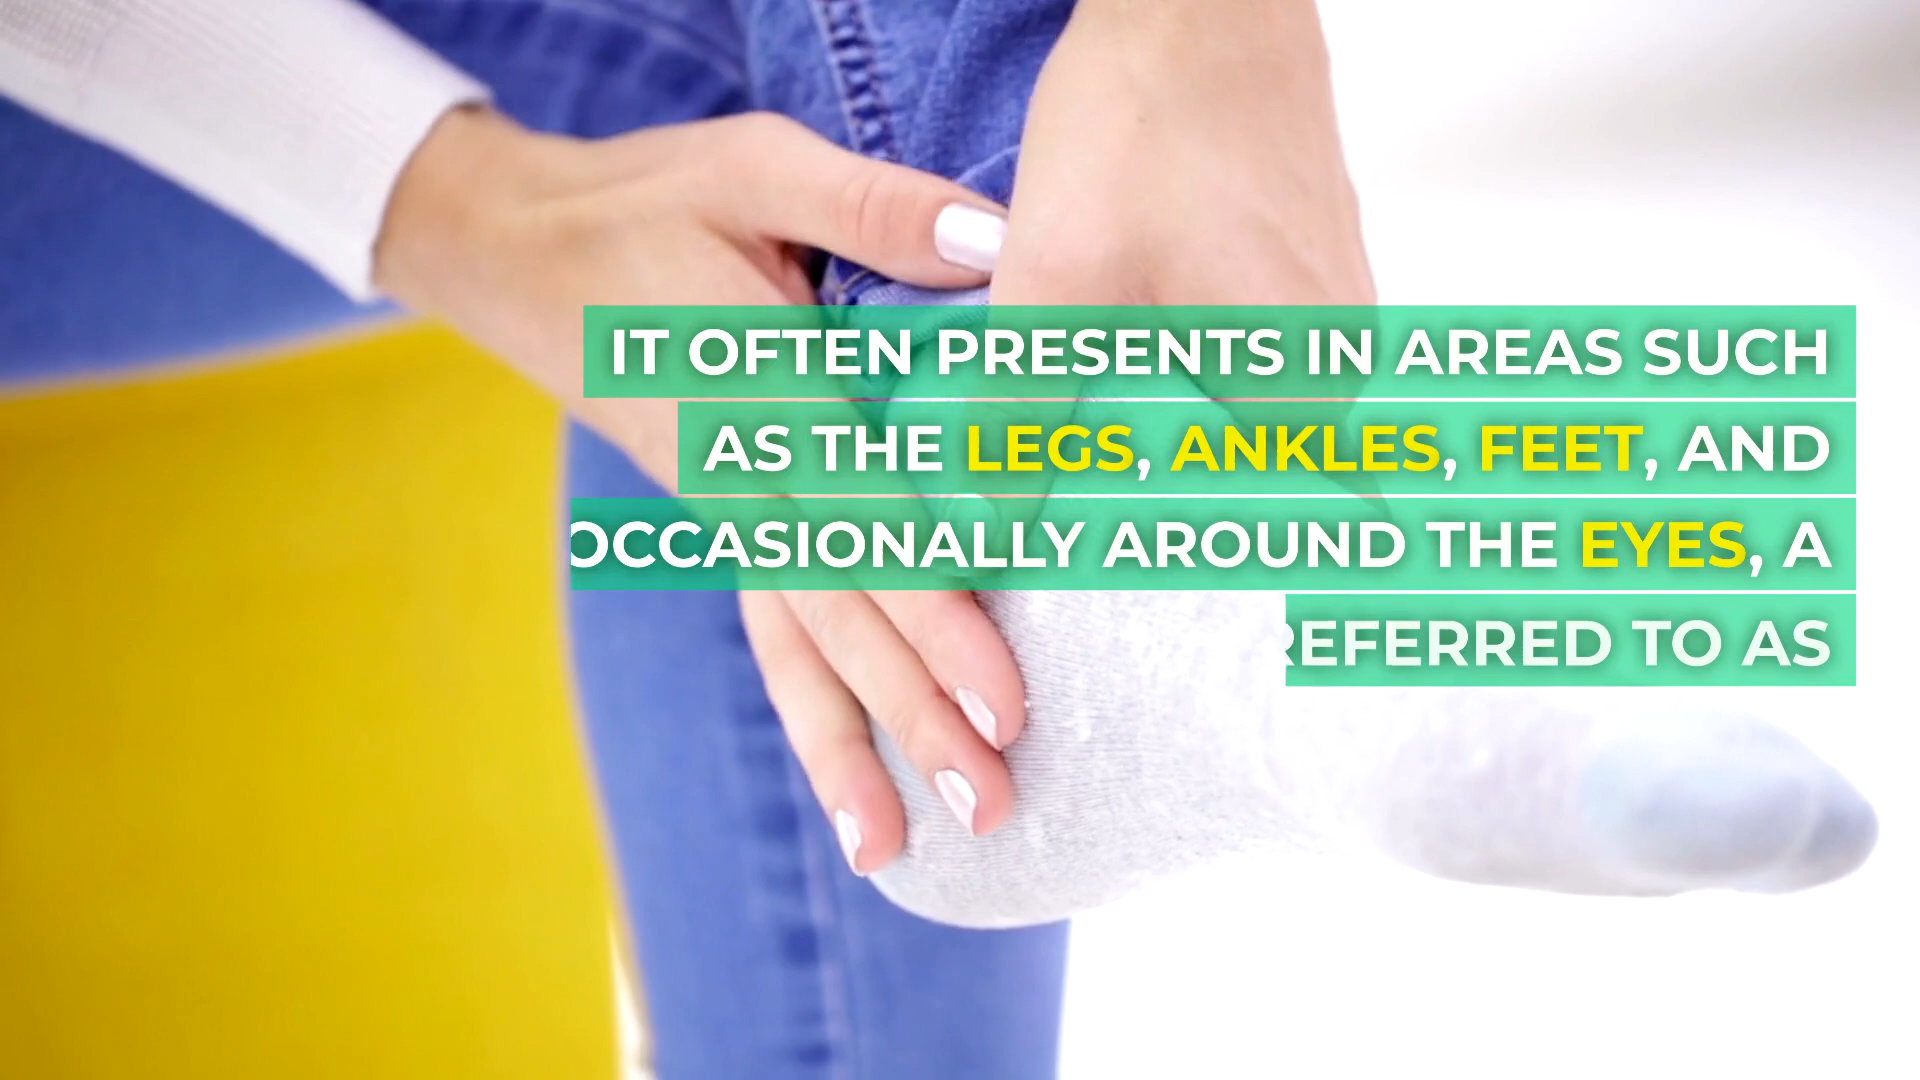 IT OFTEN PRESENTS IN AREAS SUCH
AS THE LEGS, ANKLES, FEET, AND
OCCASIONALLY AROUND THE EYES, A
REFERRED TO AS